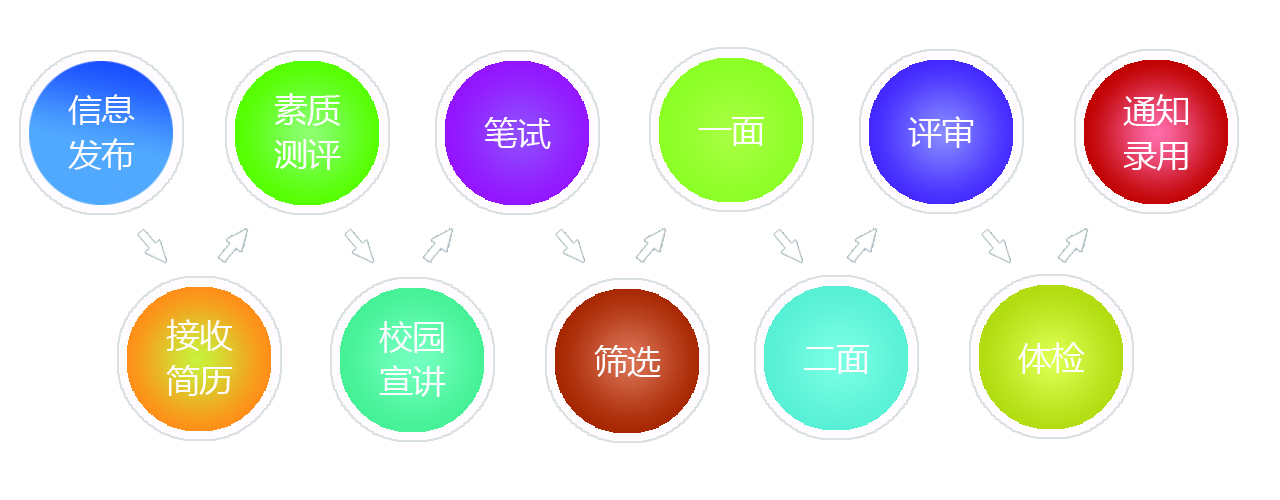 信息
发布
接收
简历
素质
测评
校园
宣讲
笔试
筛选
一面
二面
评审
体检
通知
录用